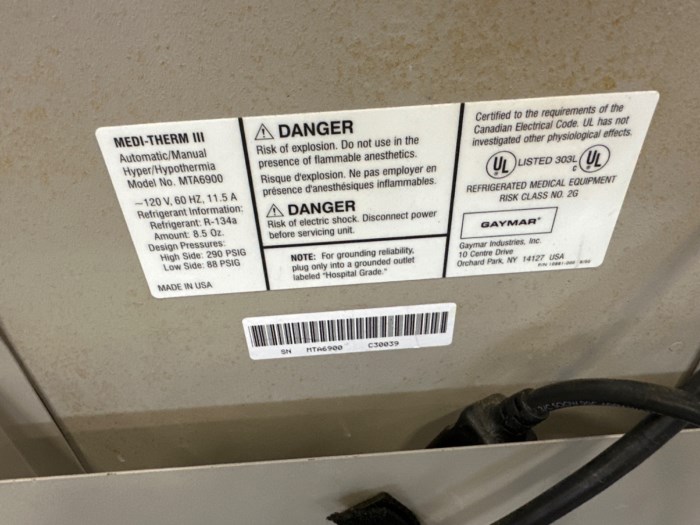 MEDI-THERM III
Automatic/Manual
Hyper/Hypothermia
Model No. MTA6900
~120 V, 60 HZ, 11.5 A
Refrigerant Information:
Refrigerant: R-134a
Amount: 8.5 Oz.
Design Pressures:
High Side: 290 PSIG
Low Side: 88 PSIG
MADE IN USA
DANGER
Risk of explosion. Do not use in the
presence of flammable anesthetics.
Risque d'explosion. Ne pas employer en
présence d'anesthésiques inflammables.
DANGER
Risk of electric shock. Disconnect power
before servicing unit.
NOTE: For grounding reliability,
plug only into a grounded outlet
labeled "Hospital Grade."
Certified to the requirements of the
Canadian Electrical Code. UL has not
investigated other physiological effects.
UL LISTED 303L c UL
REFRIGERATED MEDICAL EQUIPMENT
RISK CLASS NO. 2G
GAYMAR®
Gaymar Industries, Inc.
10 Centre Drive
Orchard Park, NY 14127 USA
SN MTA6900 C30039